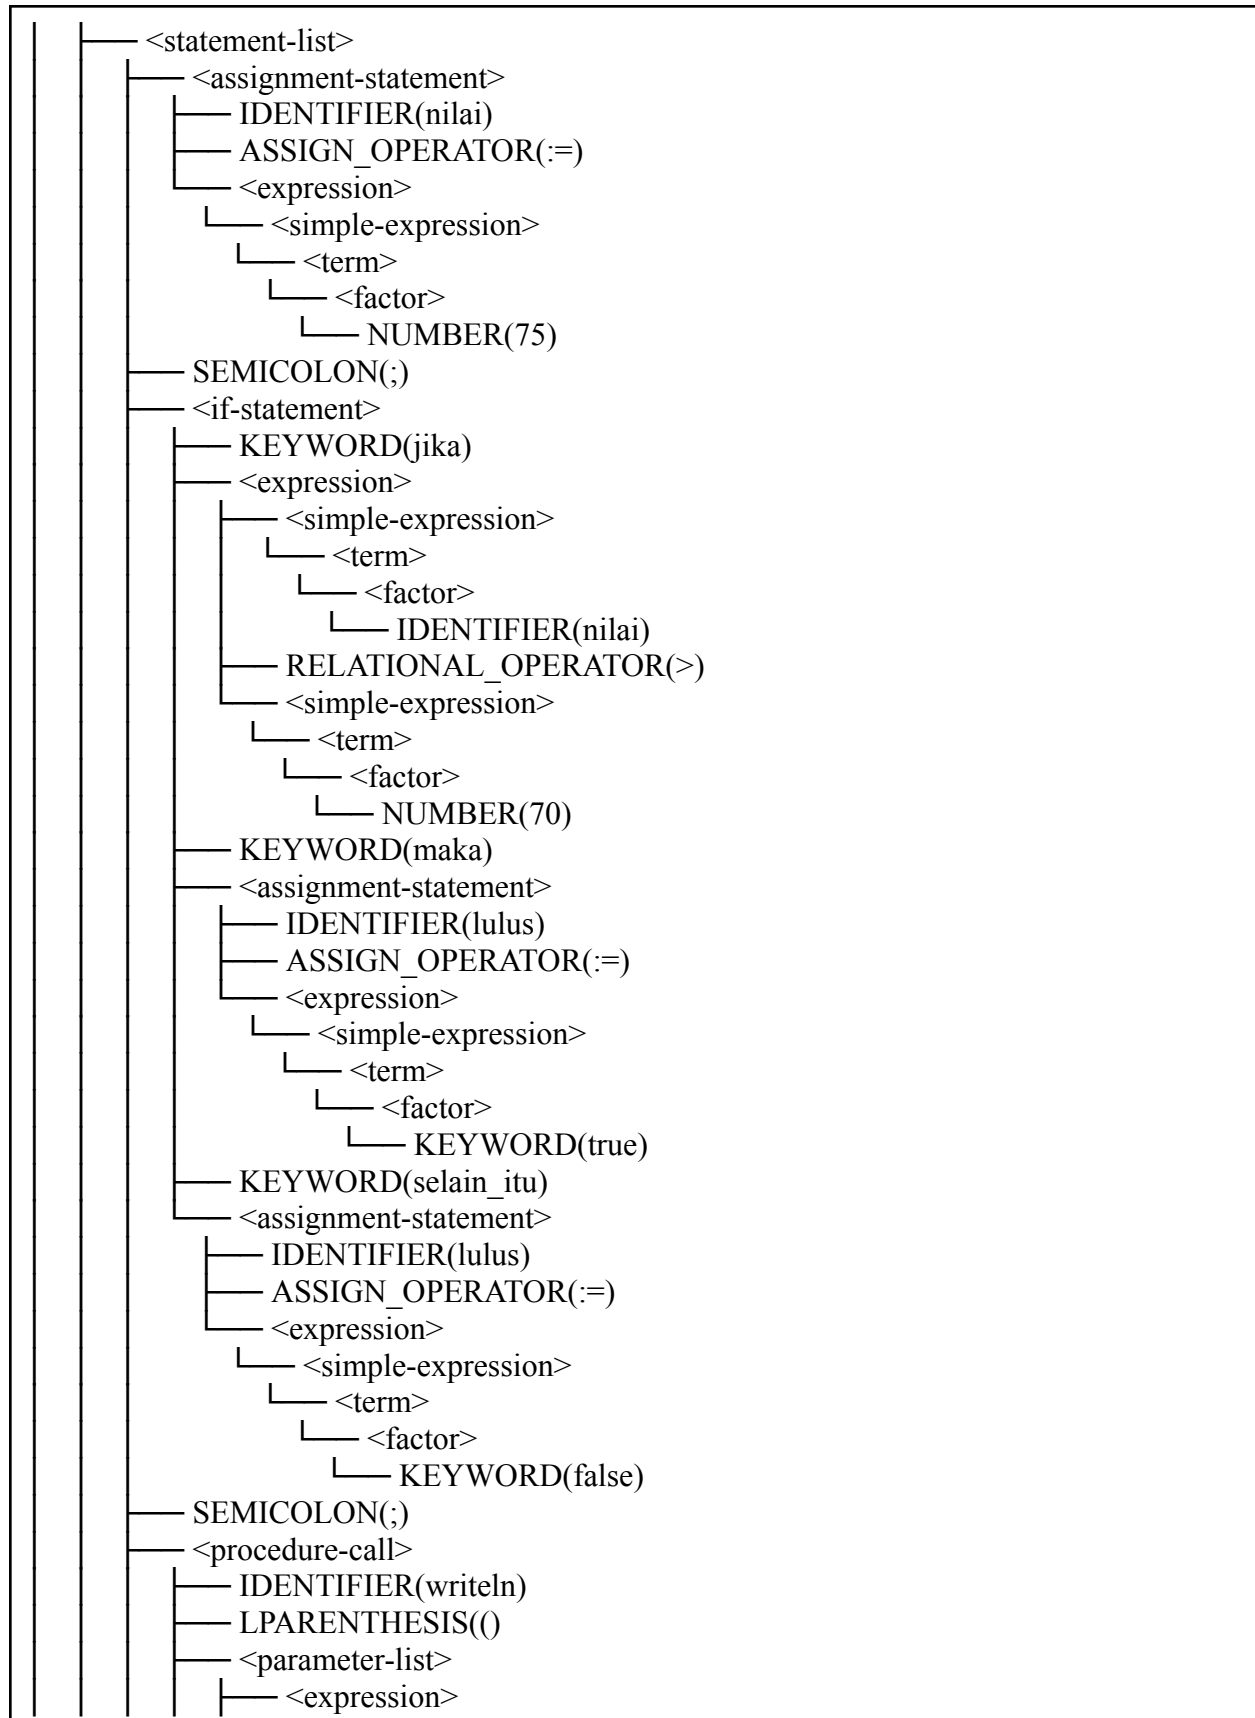 <statement-list>
<assignment-statement>
IDENTIFIER(nilai)
ASSIGN_OPERATOR(:=)
<expression>
<simple-expression>
<term>
<factor>
NUMBER(75)
SEMICOLON(;)
<if-statement>
KEYWORD(jika)
<expression>
<simple-expression>
<term>
<factor>
IDENTIFIER(nilai)
RELATIONAL_OPERATOR(>)
<simple-expression>
<term>
<factor>
NUMBER(70)
KEYWORD(maka)
<assignment-statement>
IDENTIFIER(lulus)
ASSIGN_OPERATOR(:=)
<expression>
<simple-expression>
<term>
<factor>
KEYWORD(true)
KEYWORD(selain_itu)
<assignment-statement>
IDENTIFIER(lulus)
ASSIGN_OPERATOR(:=)
<expression>
<simple-expression>
<term>
<factor>
KEYWORD(false)
SEMICOLON(;)
<procedure-call>
IDENTIFIER(writeln)
LPARENTHESIS(()
<parameter-list>
<expression>